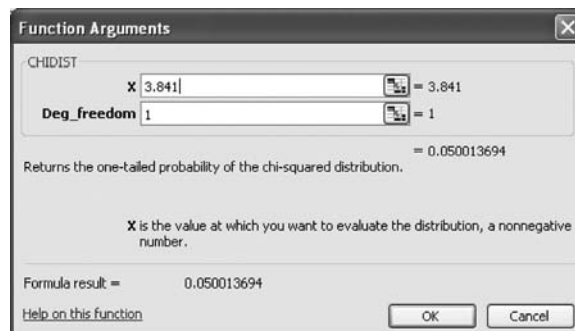 Function Arguments
CHIDIST
X 3.841 = 3.841
Deg_freedom 1 = 1
= 0.050013694
Returns the one-tailed probability of the chi-squared distribution.
X is the value at which you want to evaluate the distribution, a nonnegative
number.
Formula result = 0.050013694
Help on this function OK Cancel